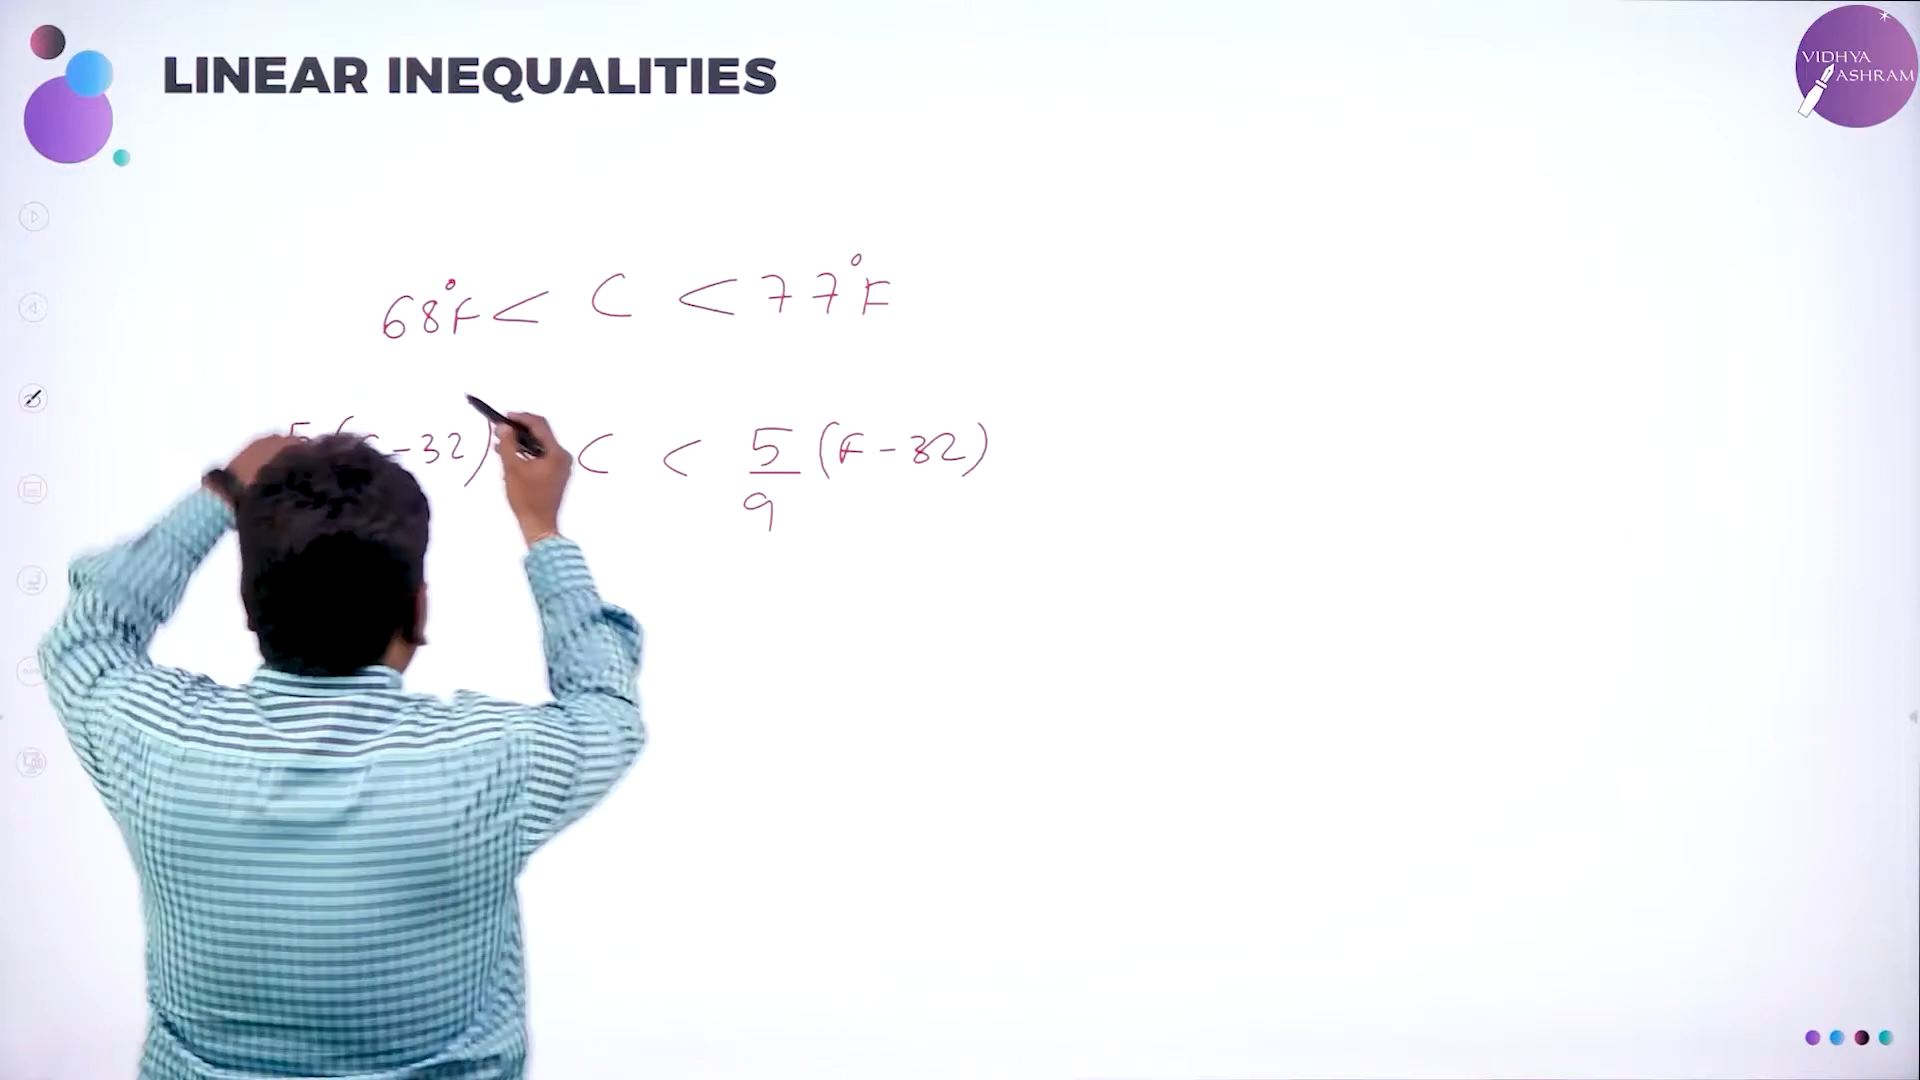 LINEAR INEQUALITIES
VIDHYA
ASHRAM
68°F < C < 77°F
-32) C < 5/9 (F-32)